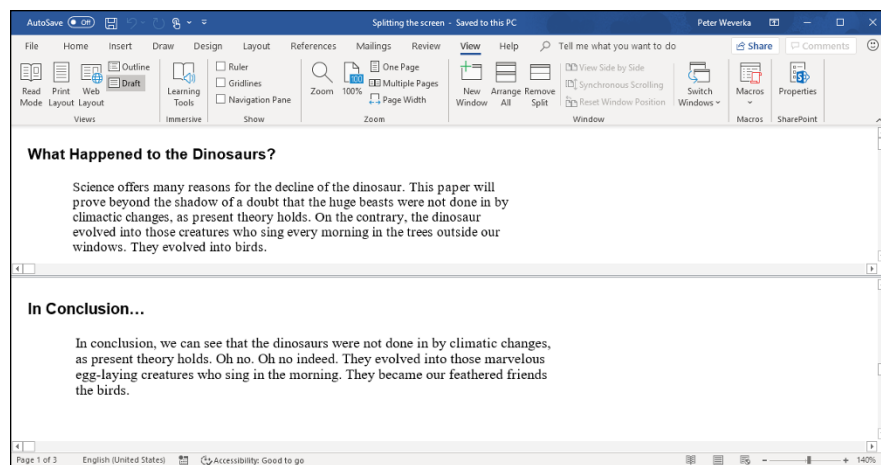 AutoSave Off Splitting the screen - Saved to this PC Peter Weverka
File Home Insert Draw Design Layout References Mailings Review View Help Tell me what you want to do Share Comments
Read Mode Print Layout Web Layout Outline Draft
Views
Learning Tools
Immersive
Ruler
Gridlines
Navigation Pane
Show
Zoom 100% One Page
Multiple Pages
Page Width
Zoom
New Window Arrange All Remove Split View Side by Side
Synchronous Scrolling
Reset Window Position
Switch Windows
Window
Macros
Macros
Properties
SharePoint
What Happened to the Dinosaurs?
Science offers many reasons for the decline of the dinosaur. This paper will
prove beyond the shadow of a doubt that the huge beasts were not done in by
climactic changes, as present theory holds. On the contrary, the dinosaur
evolved into those creatures who sing every morning in the trees outside our
windows. They evolved into birds.
In Conclusion…
In conclusion, we can see that the dinosaurs were not done in by climatic changes,
as present theory holds. Oh no. Oh no indeed. They evolved into those marvelous
egg-laying creatures who sing in the morning. They became our feathered friends
the birds.
Page 1 of 3 English (United States) Accessibility: Good to go 140%